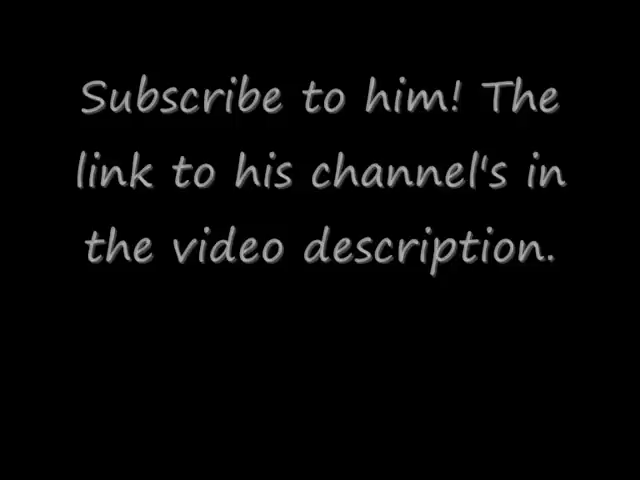 Subscribe to him! The
link to his channel's in
the video description.